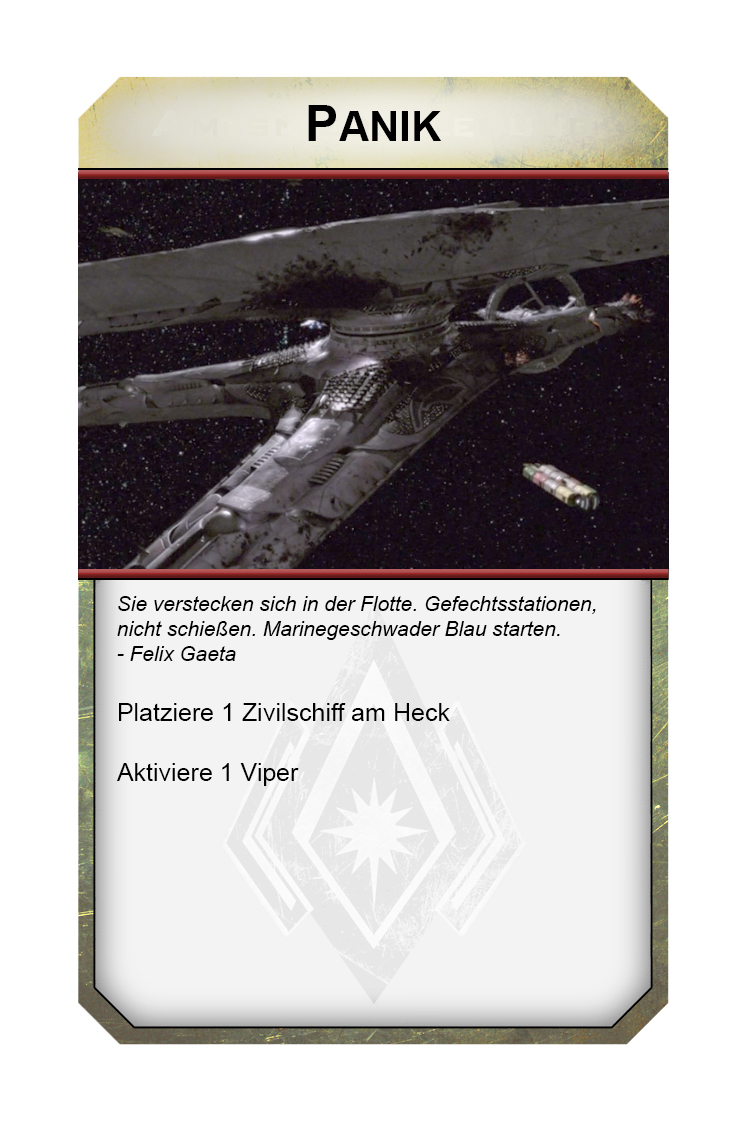 PANIK
Sie verstecken sich in der Flotte. Gefechtsstationen,
nicht schießen. Marinegeschwader Blau starten.
- Felix Gaeta
Platziere 1 Zivilschiff am Heck
Aktiviere 1 Viper